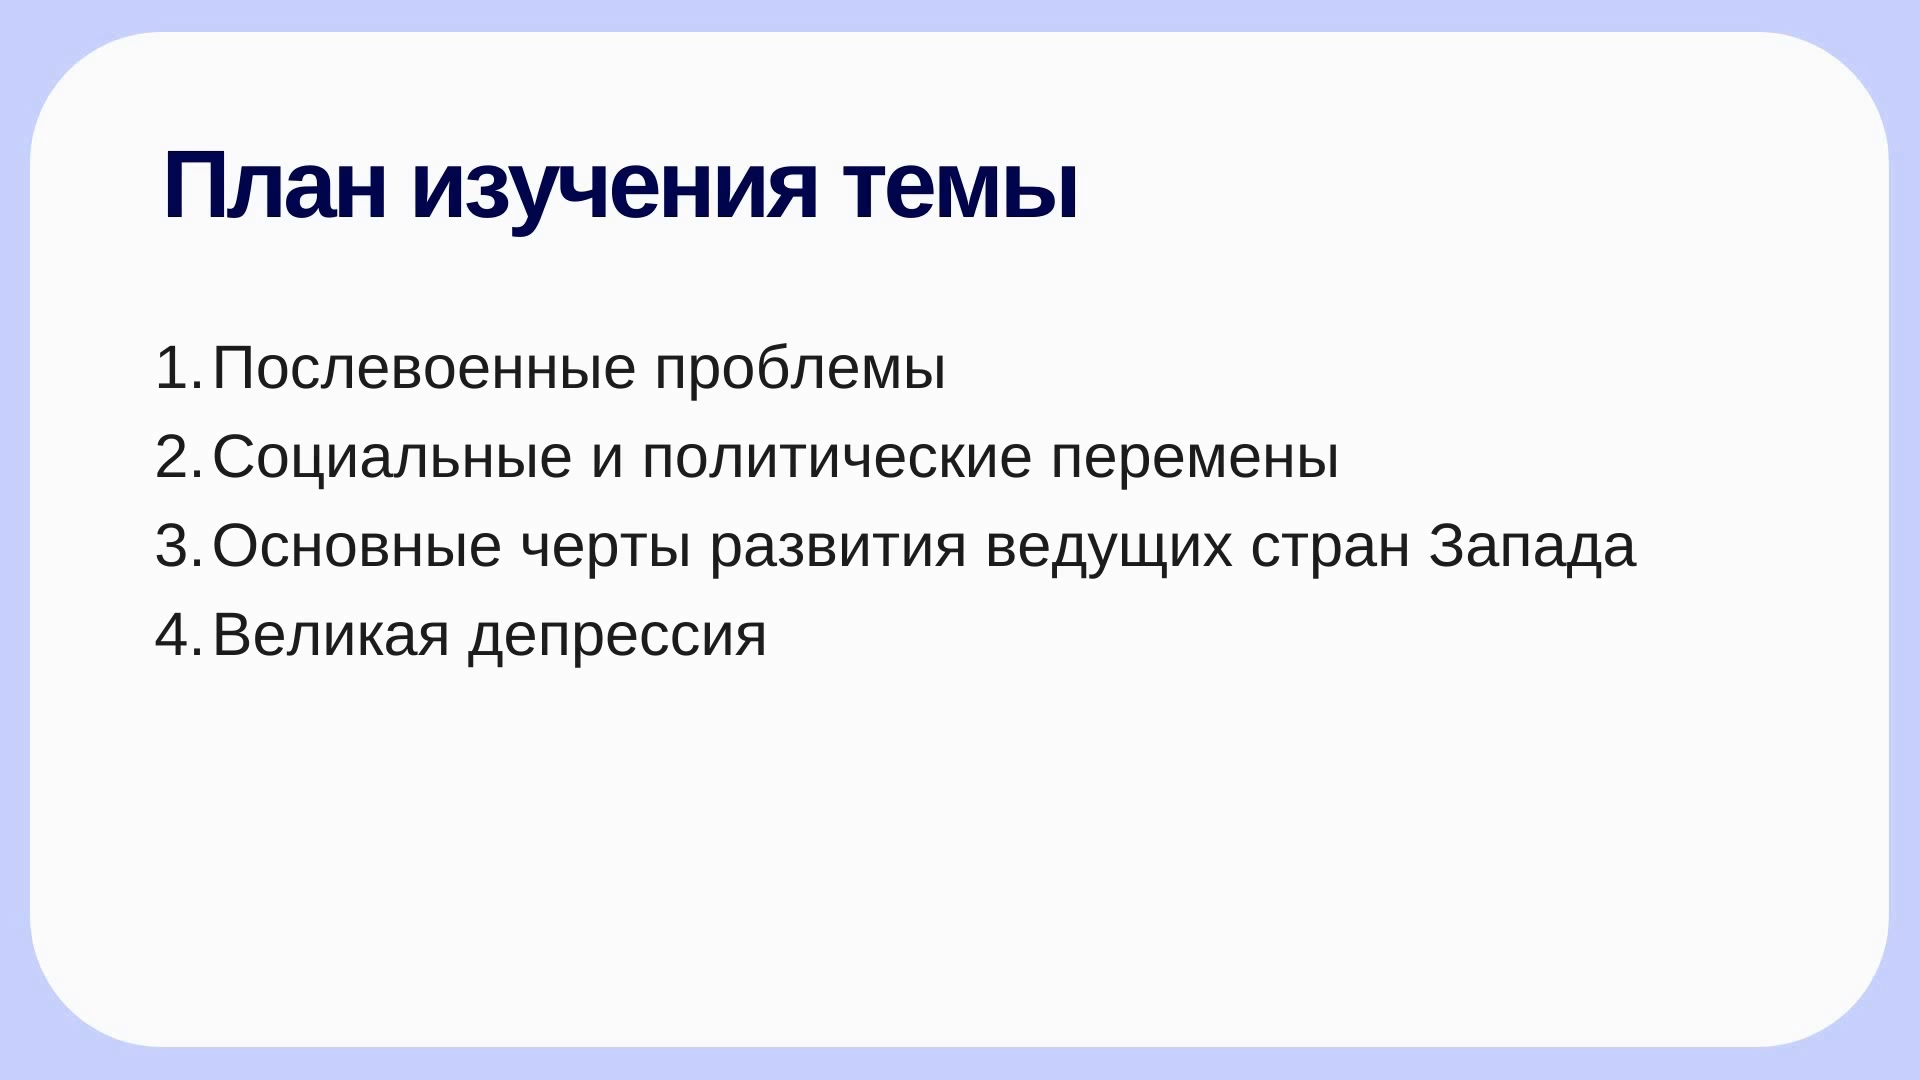 План изучения темы
1. Послевоенные проблемы
2. Социальные и политические перемены
3. Основные черты развития ведущих стран Запада
4. Великая депрессия